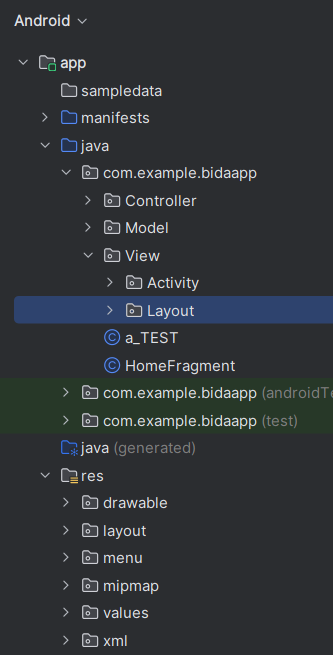 Android
app
sampledata
manifests
java
com.example.bidaapp
Controller
Model
View
Activity
Layout
a_TEST
HomeFragment
com.example.bidaapp (androidTe
com.example.bidaapp (test)
java (generated)
res
drawable
layout
menu
mipmap
values
xml